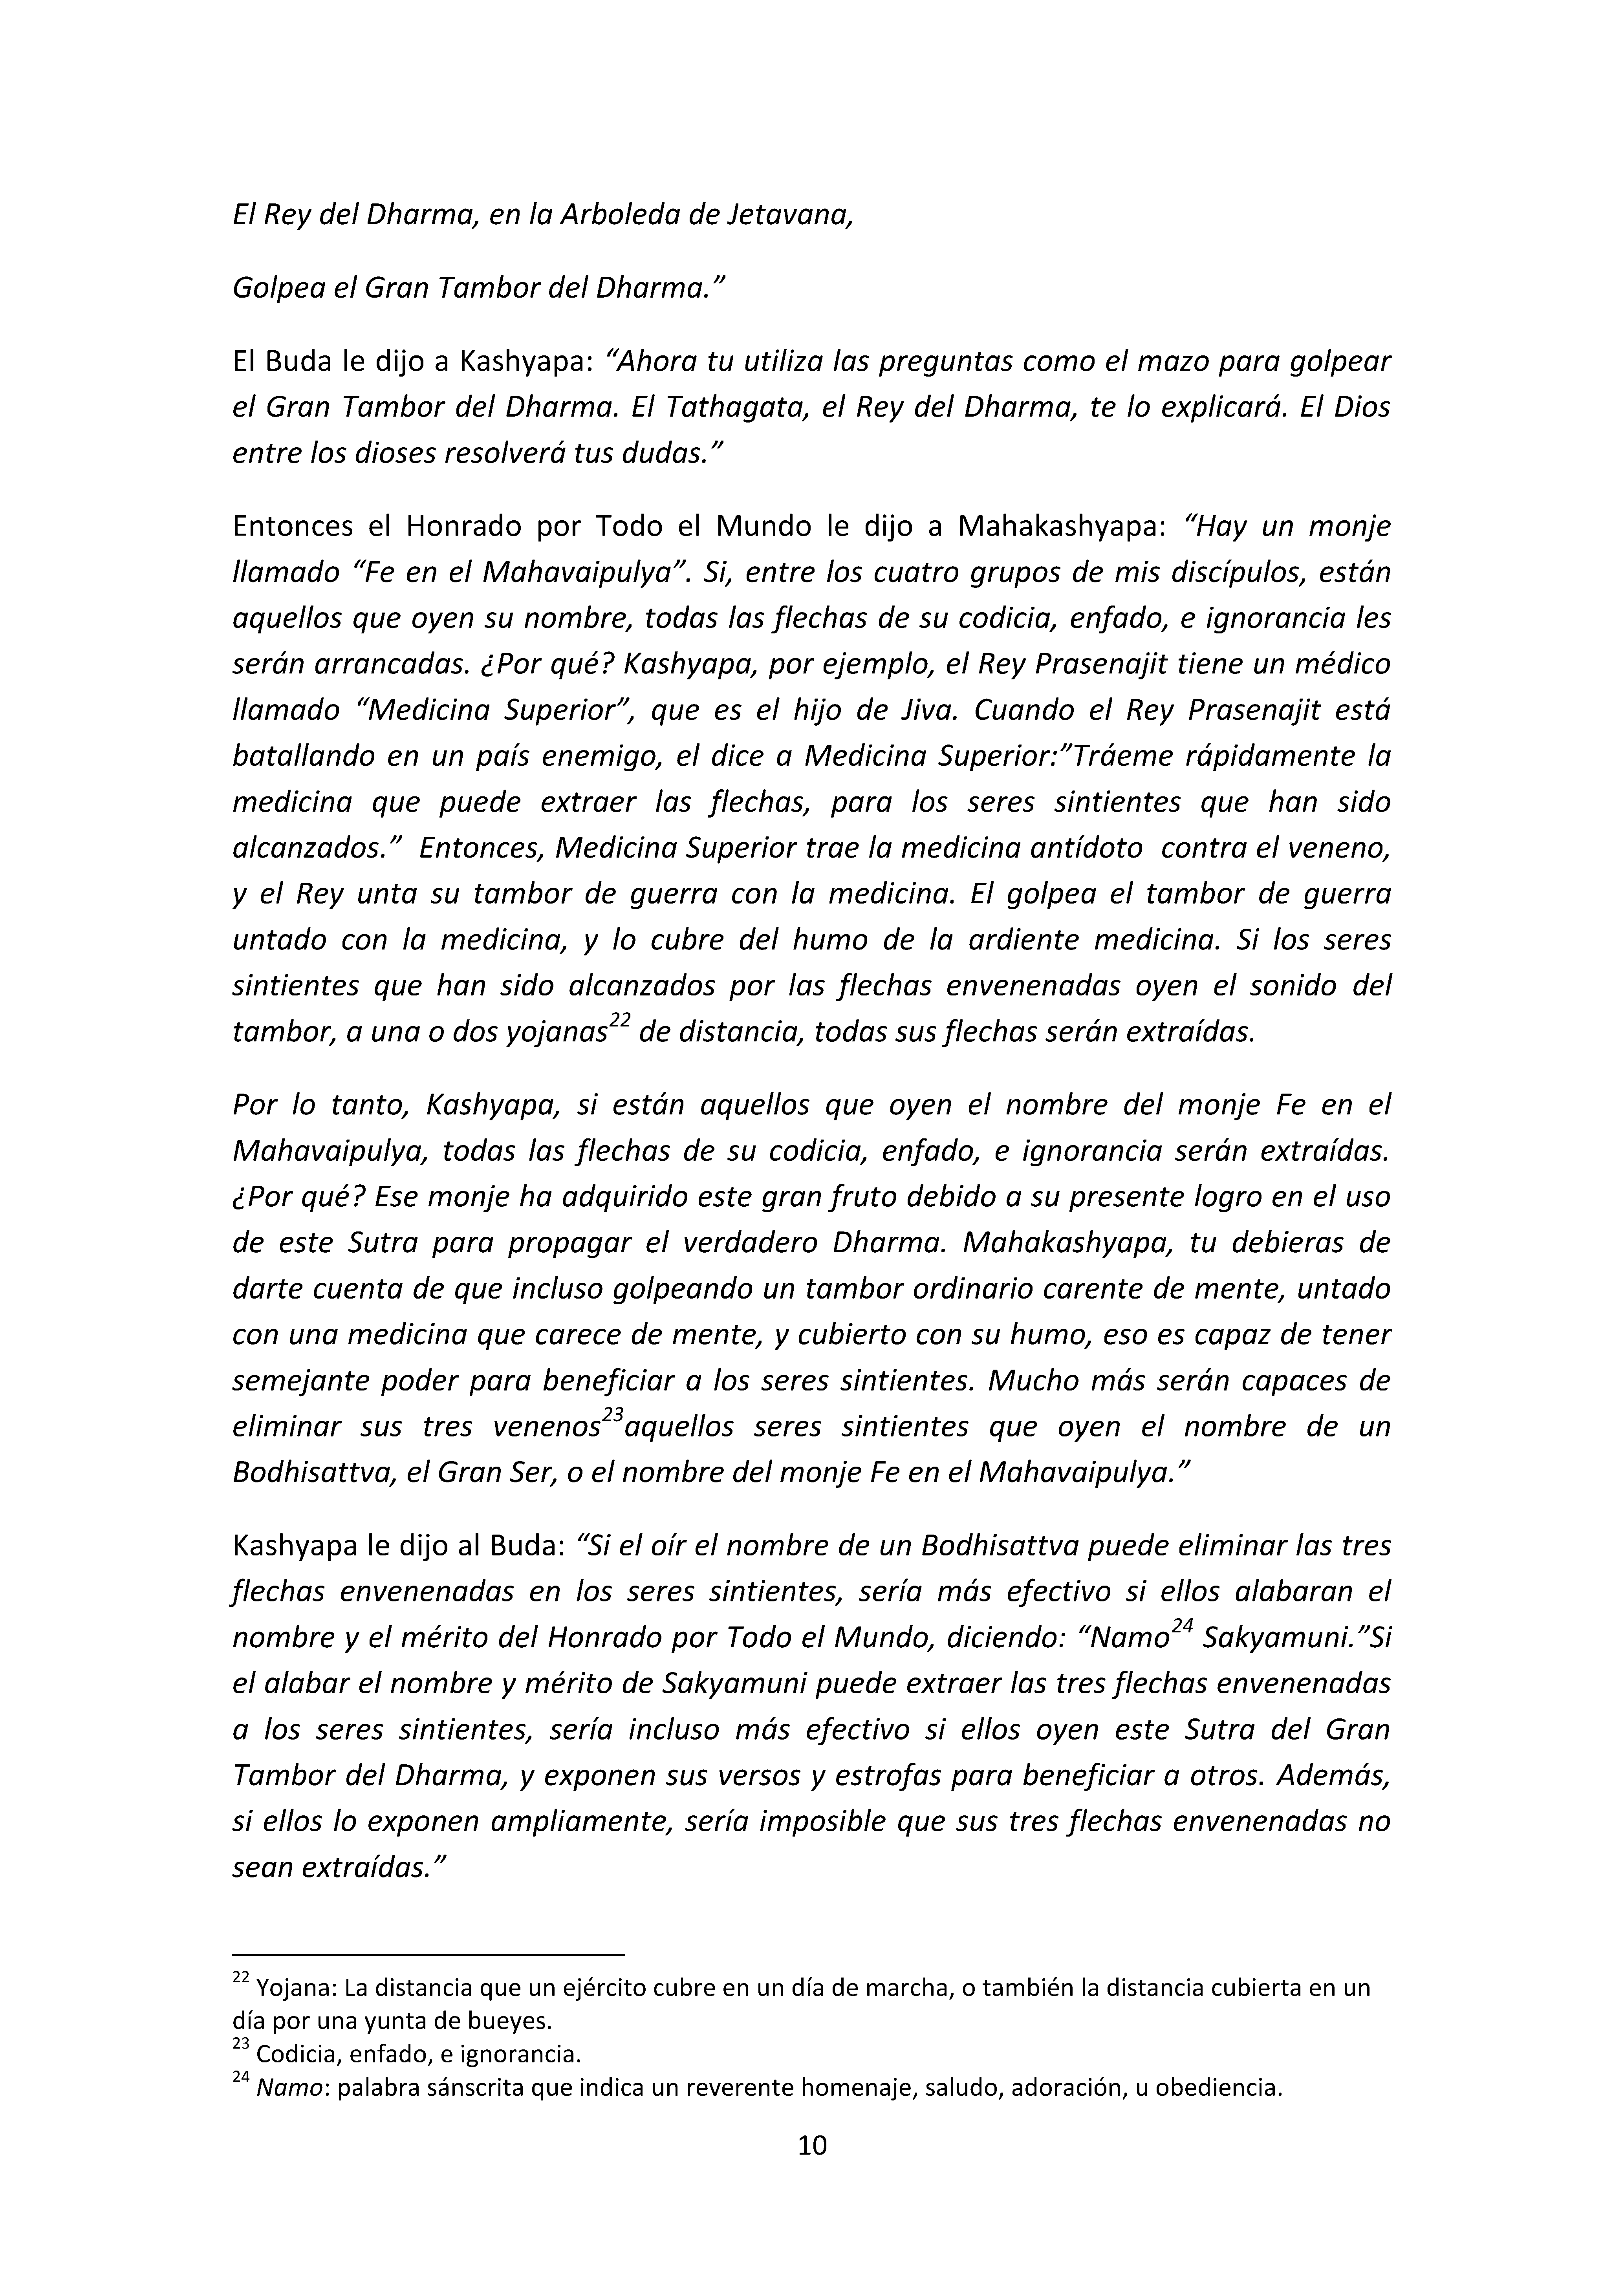 El Rey del Dharma, en la Arboleda de Jetavana,
Golpea el Gran Tambor del Dharma.”
El Buda le dijo a Kashyapa: “Ahora tu utiliza las preguntas como el mazo para golpear
el Gran Tambor del Dharma. El Tathagata, el Rey del Dharma, te lo explicará. El Dios
entre los dioses resolverá tus dudas.”
Entonces el Honrado por Todo el Mundo le dijo a Mahakashyapa: “Hay un monje
llamado “Fe en el Mahavaipulya”. Si, entre los cuatro grupos de mis discípulos, están
aquellos que oyen su nombre, todas las flechas de su codicia, enfado, e ignorancia les
serán arrancadas. ¿Por qué? Kashyapa, por ejemplo, el Rey Prasenajit tiene un médico
llamado “Medicina Superior”, que es el hijo de Jiva. Cuando el Rey Prasenajit está
batallando en un país enemigo, el dice a Medicina Superior:”Tráeme rápidamente la
medicina que puede extraer las flechas, para los seres sintientes que han sido
alcanzados.”  Entonces, Medicina Superior trae la medicina antídoto  contra el veneno,
y el Rey unta su tambor de guerra con la medicina. El golpea el tambor de guerra
untado con la medicina, y lo cubre del humo de la ardiente medicina. Si los seres
sintientes que han sido alcanzados por las flechas envenenadas oyen el sonido del
tambor, a una o dos yojanas22 de distancia, todas sus flechas serán extraídas.
Por lo tanto, Kashyapa, si están aquellos que oyen el nombre del monje Fe en el
Mahavaipulya, todas las flechas de su codicia, enfado, e ignorancia serán extraídas.
¿Por qué? Ese monje ha adquirido este gran fruto debido a su presente logro en el uso
de este Sutra para propagar el verdadero Dharma. Mahakashyapa, tu debieras de
darte cuenta de que incluso golpeando un tambor ordinario carente de mente, untado
con una medicina que carece de mente, y cubierto con su humo, eso es capaz de tener
semejante poder para beneficiar a los seres sintientes. Mucho más serán capaces de
eliminar sus tres venenos23aquellos seres sintientes que oyen el nombre de un
Bodhisattva, el Gran Ser, o el nombre del monje Fe en el Mahavaipulya.”
Kashyapa le dijo al Buda: “Si el oír el nombre de un Bodhisattva puede eliminar las tres
flechas envenenadas en los seres sintientes, sería más efectivo si ellos alabaran el
nombre y el mérito del Honrado por Todo el Mundo, diciendo: “Namo24 Sakyamuni.”Si
el alabar el nombre y mérito de Sakyamuni puede extraer las tres flechas envenenadas
a los seres sintientes, sería incluso más efectivo si ellos oyen este Sutra del Gran
Tambor del Dharma, y exponen sus versos y estrofas para beneficiar a otros. Además,
si ellos lo exponen ampliamente, sería imposible que sus tres flechas envenenadas no
sean extraídas.”
22 Yojana: La distancia que un ejército cubre en un día de marcha, o también la distancia cubierta en un
día por una yunta de bueyes.
23 Codicia, enfado, e ignorancia.
24 Namo: palabra sánscrita que indica un reverente homenaje, saludo, adoración, u obediencia.
10